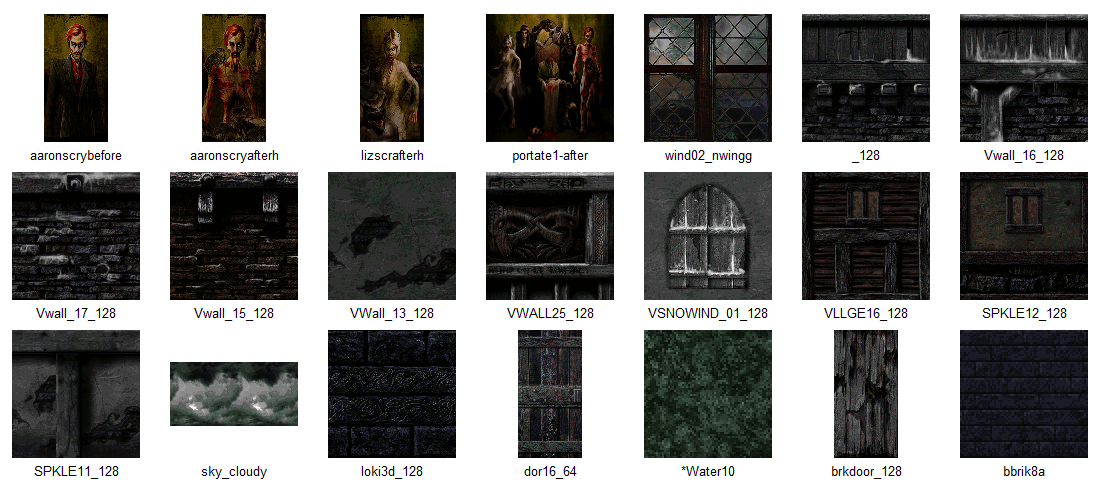 aaronscrybefore
aaronscryafterh
lizscrafterh
portate1-after
wind02_nwingg
_128
Vwall_16_128
Vwall_17_128
Vwall_15_128
VWall_13_128
VWALL25_128
VSNOWIND_01_128
VLLGE16_128
SPKLE12_128
SPKLE11_128
sky_cloudy
loki3d_128
dor16_64
*Water10
brkdoor_128
bbrik8a